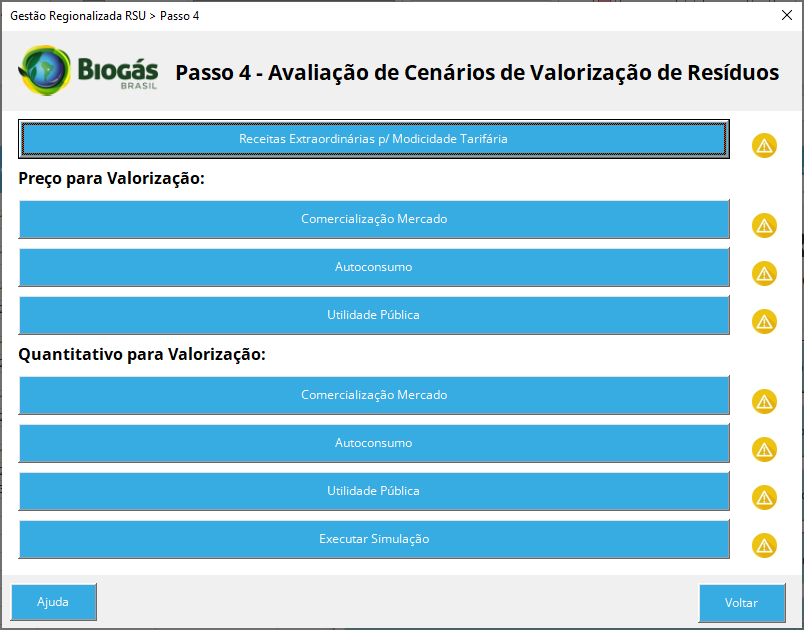 Gestão Regionalizada RSU > Passo 4
BIOGÁS
BRASIL
Passo 4 - Avaliação de Cenários de Valorização de Resíduos
Receitas Extraordinárias p/ Modicidade Tarifária
Preço para Valorização:
Comercialização Mercado
Autoconsumo
Utilidade Pública
Quantitativo para Valorização:
Comercialização Mercado
Autoconsumo
Utilidade Pública
Executar Simulação
Ajuda
Voltar